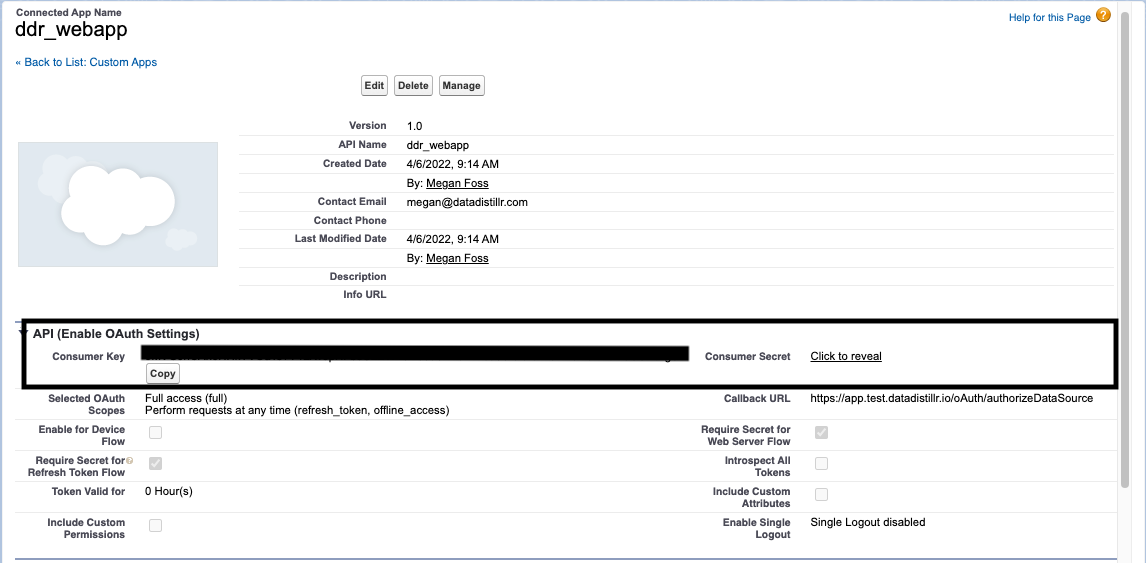 Connected App Name
ddr_webapp
Help for this Page ?
« Back to List: Custom Apps
Edit Delete Manage
Version 1.0
API Name ddr_webapp
Created Date 4/6/2022, 9:14 AM
By: Megan Foss
Contact Email megan@datadistillr.com
Contact Phone
Last Modified Date 4/6/2022, 9:14 AM
By: Megan Foss
Description
Info URL
API (Enable OAuth Settings)
Consumer Key Consumer Secret Click to reveal
Copy
Selected OAuth Scopes Full access (full)
Perform requests at any time (refresh_token, offline_access)
Callback URL https://app.test.datadistillr.io/oAuth/authorizeDataSource
Enable for Device Flow
Require Secret for Web Server Flow
Require Secret for Refresh Token Flow
Introspect All Tokens
Token Valid for 0 Hour(s)
Include Custom Attributes
Include Custom Permissions
Enable Single Logout Single Logout disabled